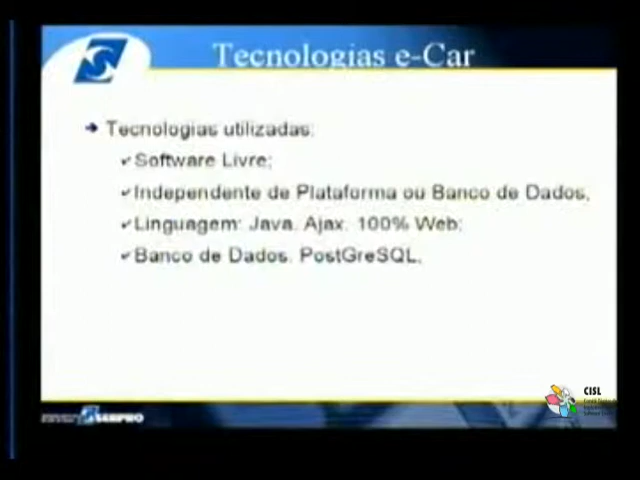 Tecnologias e-Car
Tecnologias utilizadas:
Software Livre;
Independente de Plataforma ou Banco de Dados;
Linguagem: Java. Ajax. 100% Web;
Banco de Dados. PostGreSQL.
SERPRO
CISL